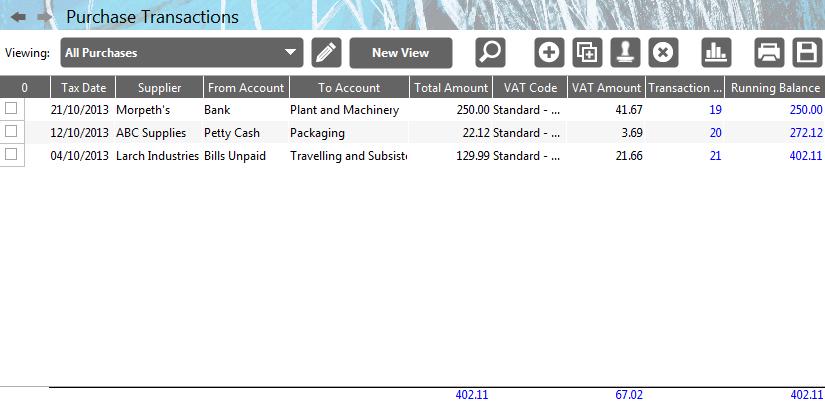 Purchase Transactions
Viewing: All Purchases New View
0 Tax Date Supplier From Account To Account Total Amount VAT Code VAT Amount Transaction ... Running Balance
21/10/2013 Morpeth's Bank Plant and Machinery 250.00 Standard - ... 41.67 19 250.00
12/10/2013 ABC Supplies Petty Cash Packaging 22.12 Standard - ... 3.69 20 272.12
04/10/2013 Larch Industries Bills Unpaid Travelling and Subsiste 129.99 Standard - ... 21.66 21 402.11
402.11 67.02 402.11